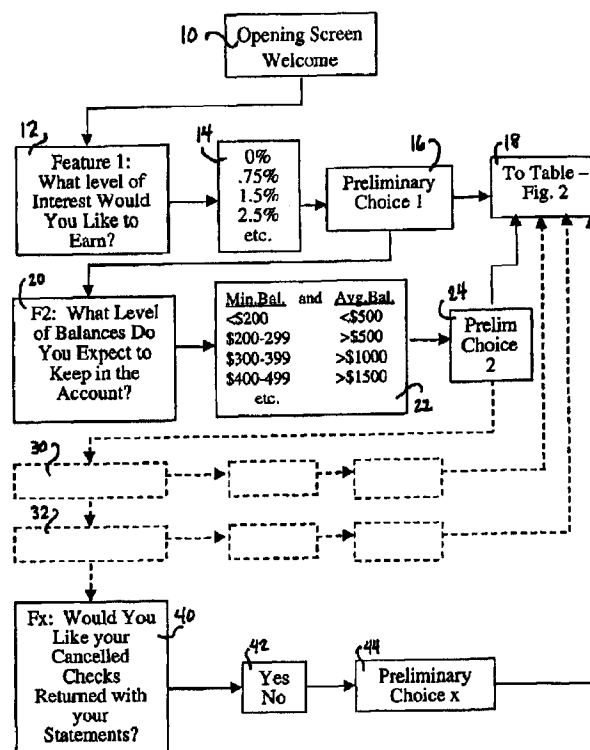 10
Opening Screen
Welcome
12
Feature 1:
What level of
Interest Would
You Like to
Earn?
14
0%
.75%
1.5%
2.5%
etc.
16
Preliminary
Choice 1
18
To Table –
Fig. 2
20
F2: What Level
of Balances Do
You Expect to
Keep in the
Account?
Min.Bal. and Avg.Bal.
<$200 <$500
$200-299 >$500
$300-399 >$1000
$400-499 >$1500
etc.
22
24
Prelim
Choice
2
30
32
Fx: Would You
Like your
Cancelled
Checks
Returned with
your
Statements?
40
42
Yes
No
44
Preliminary
Choice x